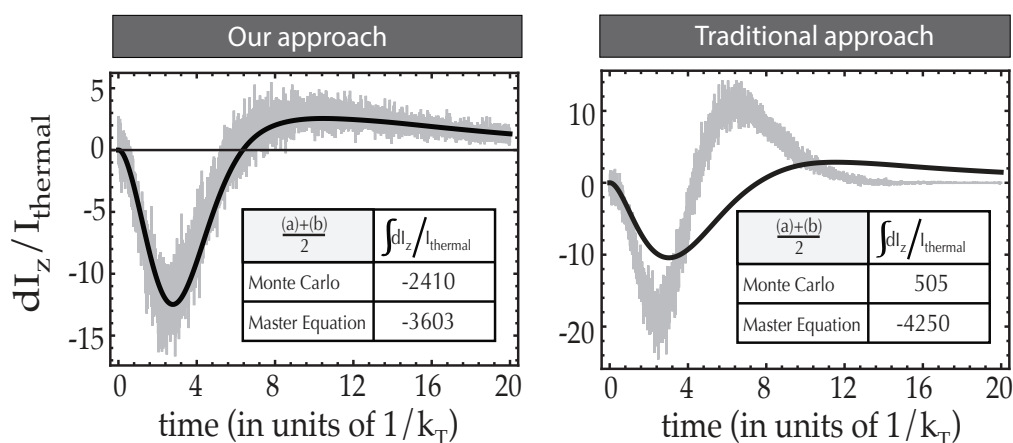 Our approach
dI_z / I_thermal
5
0
-5
-10
-15
(a)+(b)
2
∫dI_z/I_thermal
Monte Carlo -2410
Master Equation -3603
0 4 8 12 16 20
time (in units of 1/k_T)
Traditional approach
10
0
-10
-20
(a)+(b)
2
∫dI_z/I_thermal
Monte Carlo 505
Master Equation -4250
0 4 8 12 16 20
time (in units of 1/k_T)